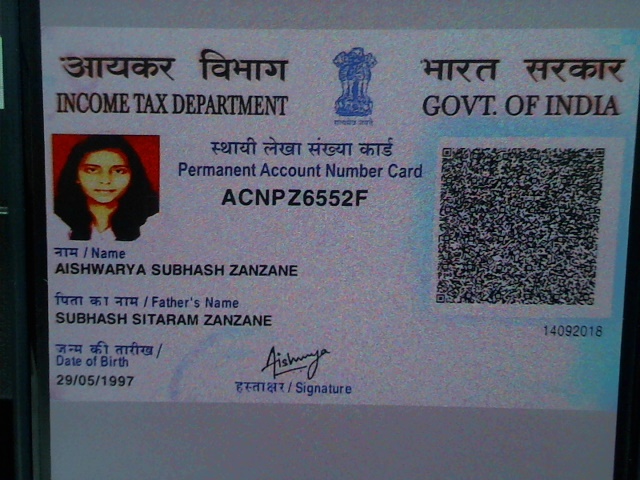 आयकर विभाग
INCOME TAX DEPARTMENT
भारत सरकार
GOVT. OF INDIA
स्थायी लेखा संख्या कार्ड
Permanent Account Number Card
ACNPZ6552F
नाम / Name
AISHWARYA SUBHASH ZANZANE
पिता का नाम / Father's Name
SUBHASH SITARAM ZANZANE
14092018
जन्म की तारीख /
Date of Birth
29/05/1997
Aishwarya
हस्ताक्षर / Signature